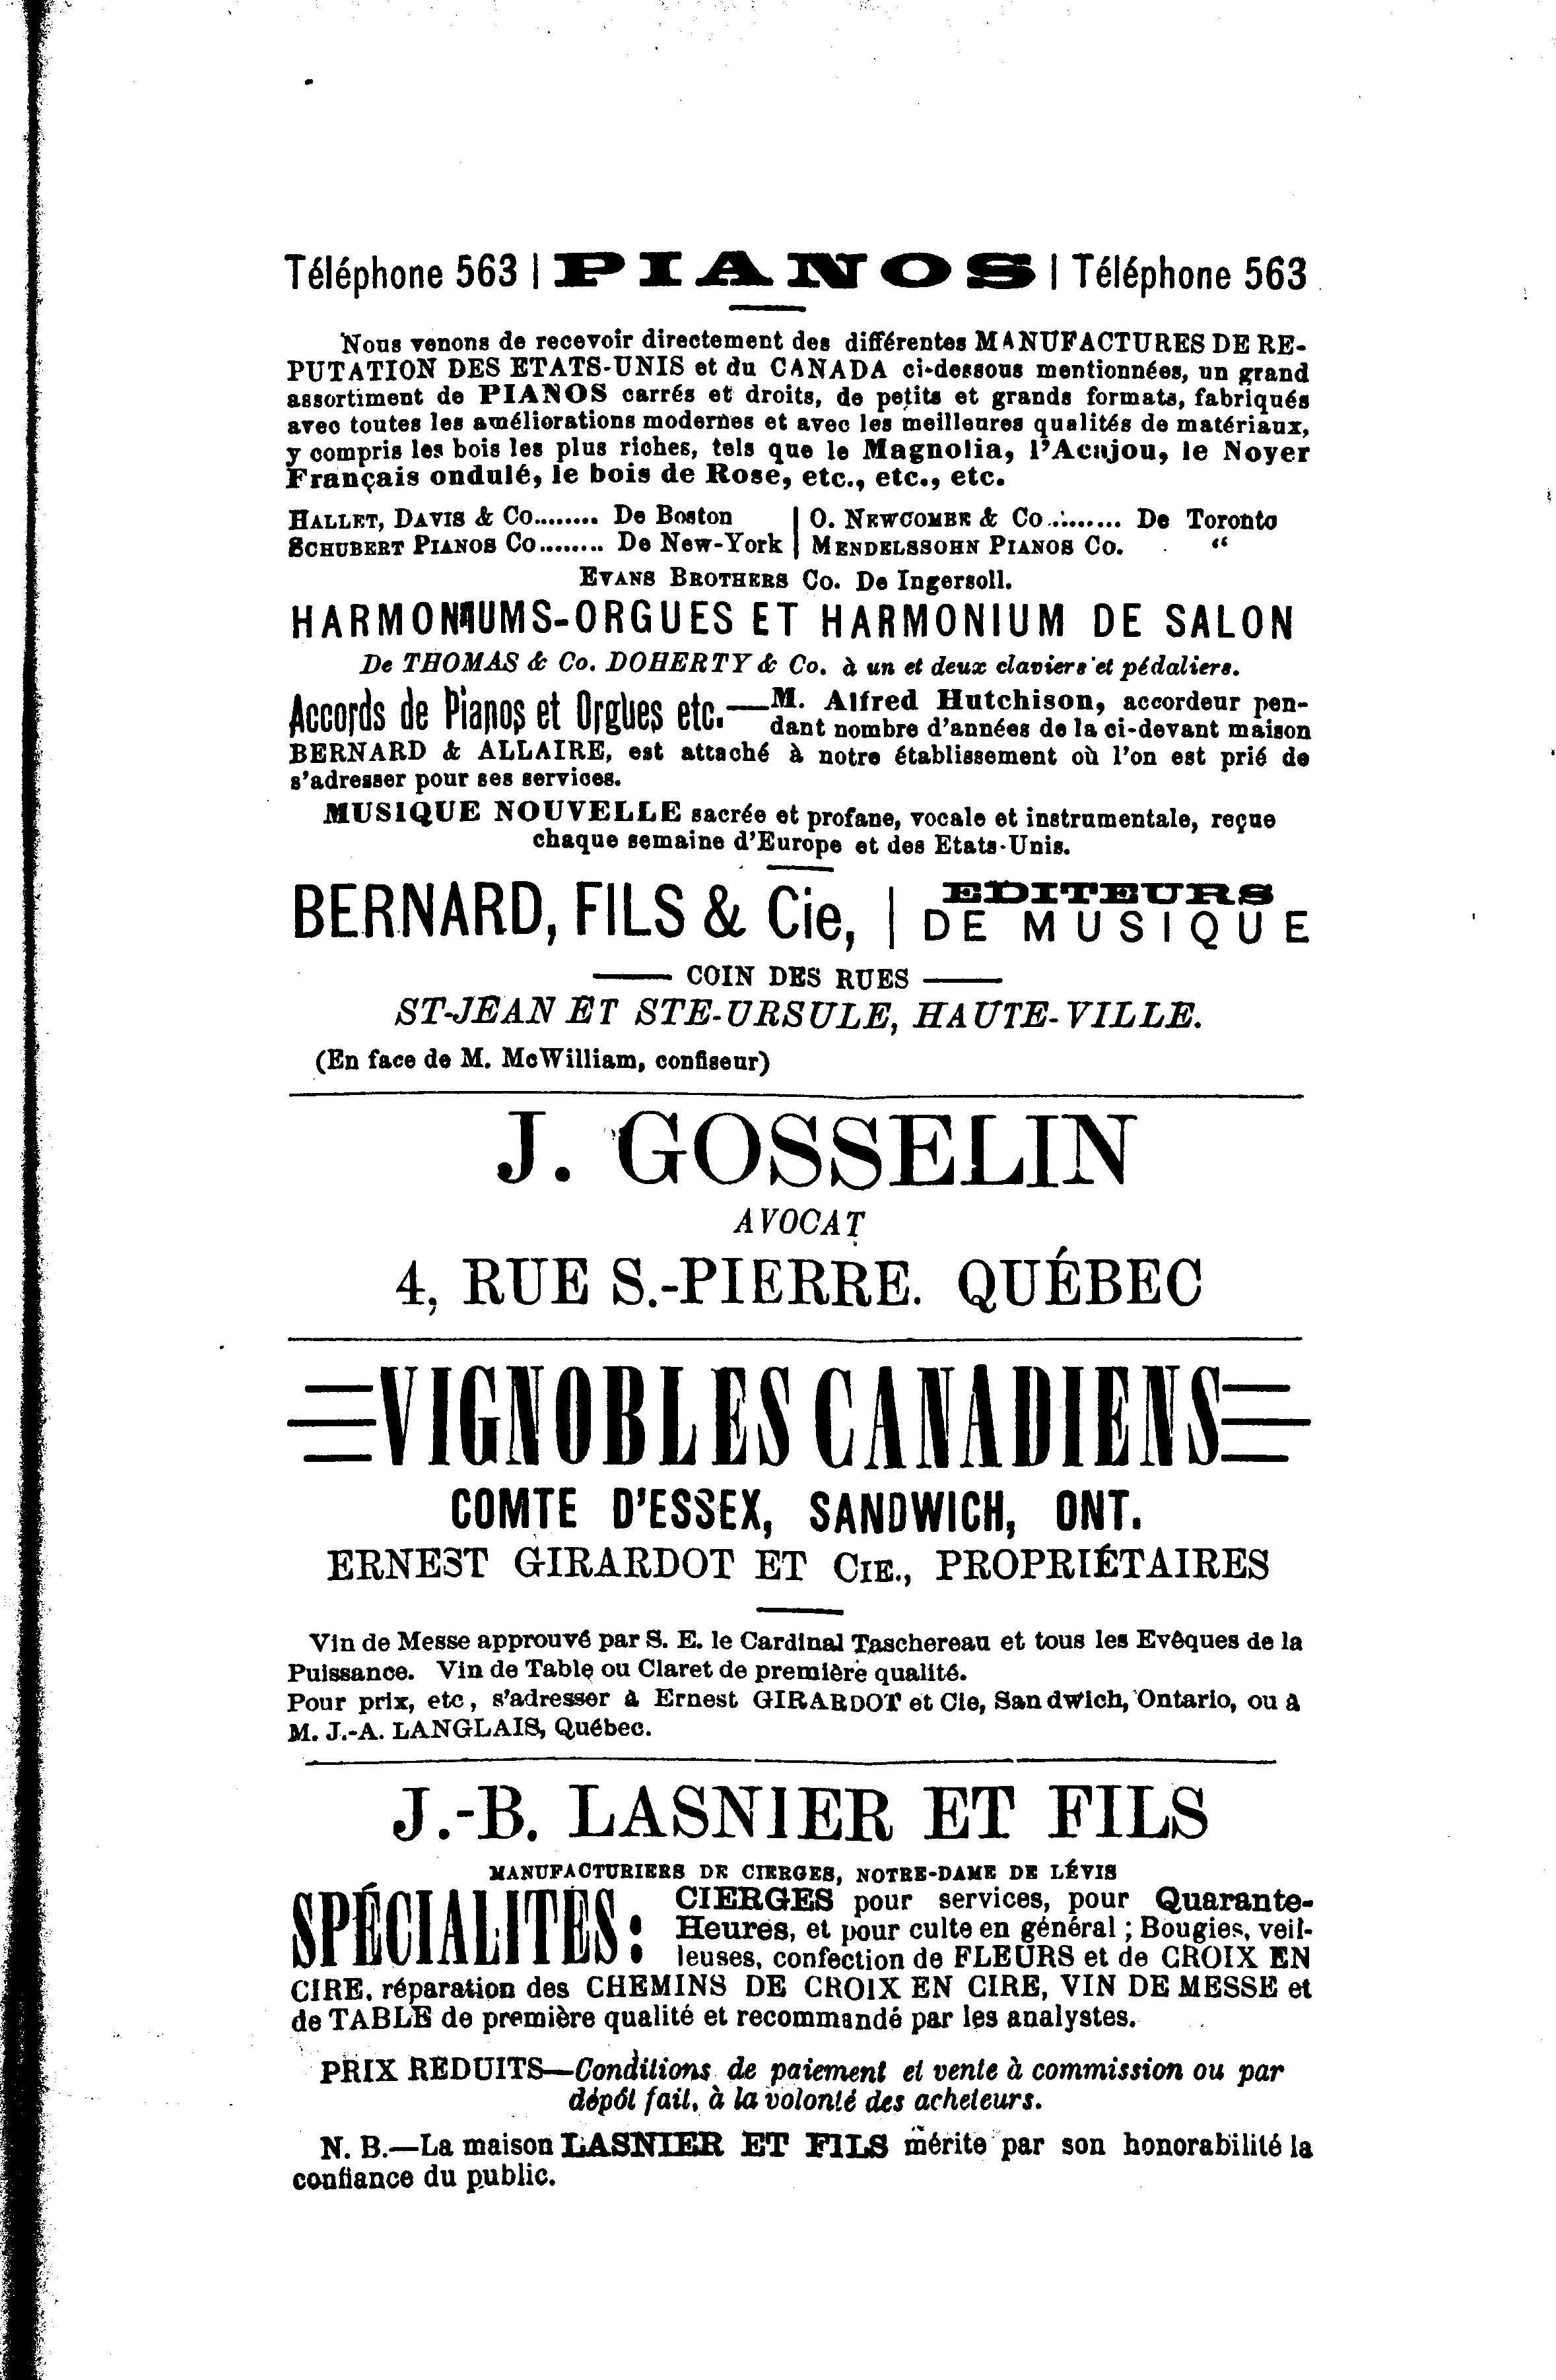 Téléphone 563 | PIANOS | Téléphone 563
Nous venons de recevoir directement des différentes MANUFACTURES DE RE-
PUTATION DES ETATS-UNIS et du CANADA ci-dessous mentionnées, un grand
assortiment de PIANOS carrés et droits, de petits et grands formats, fabriqués
avec toutes les améliorations modernes et avec les meilleures qualités de matériaux,
y compris les bois les plus riches, tels que le Magnolia, l'Acajou, le Noyer
Français ondulé, le bois de Rose, etc., etc., etc.
HALLET, DAVIS & CO........ De Boston | O. NEWCOMBE & CO......... De Toronto
SCHUBERT PIANOS CO........ De New-York | MENDELSSOHN PIANOS CO. "
EVANS BROTHERS CO. De Ingersoll.
HARMONIUMS-ORGUES ET HARMONIUM DE SALON
De THOMAS & Co. DOHERTY & Co. à un et deux claviers et pédaliers.
Accords de Pianos et Orgues etc.—M. Alfred Hutchison, accordeur pen-
dant nombre d'années de la ci-devant maison
BERNARD & ALLAIRE, est attaché à notre établissement où l'on est prié de
s'adresser pour ses services.
MUSIQUE NOUVELLE sacrée et profane, vocale et instrumentale, reçue
chaque semaine d'Europe et des Etats-Unis.
BERNARD, FILS & Cie, | EDITEURS
DE MUSIQUE
— COIN DES RUES —
ST-JEAN ET STE-URSULE, HAUTE-VILLE.
(En face de M. McWilliam, confiseur)
J. GOSSELIN
AVOCAT
4, RUE S.-PIERRE. QUÉBEC
VIGNOBLES CANADIENS
COMTE D'ESSEX, SANDWICH, ONT.
ERNEST GIRARDOT ET CIE., PROPRIÉTAIRES
Vin de Messe approuvé par S. E. le Cardinal Taschereau et tous les Evêques de la
Puissance. Vin de Table ou Claret de première qualité.
Pour prix, etc, s'adresser à Ernest GIRARDOT et Cie, Sandwich, Ontario, ou à
M. J.-A. LANGLAIS, Québec.
J.-B. LASNIER ET FILS
MANUFACTURIERS DE CIERGES, NOTRE-DAME DE LÉVIS
SPÉCIALITÉS: CIERGES pour services, pour Quarante-
Heures, et pour culte en général ; Bougies, veil-
leuses, confection de FLEURS et de CROIX EN
CIRE, réparation des CHEMINS DE CROIX EN CIRE, VIN DE MESSE et
de TABLE de première qualité et recommandé par les analystes.
PRIX REDUITS—Conditions de paiement et vente à commission ou par
dépôt fait, à la volonté des acheteurs.
N. B.—La maison LASNIER ET FILS mérite par son honorabilité la
confiance du public.